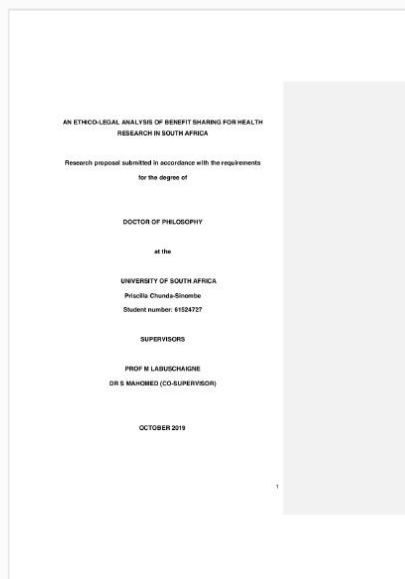 AN ETHICO-LEGAL ANALYSIS OF BENEFIT SHARING FOR HEALTH
RESEARCH IN SOUTH AFRICA
Research proposal submitted in accordance with the requirements
for the degree of
DOCTOR OF PHILOSOPHY
at the
UNIVERSITY OF SOUTH AFRICA
Priscilla Chunda-Sinombe
Student number: 61524727
SUPERVISORS
PROF M LABUSCHAIGNE
DR S MAHOMED (CO-SUPERVISOR)
OCTOBER 2019
1